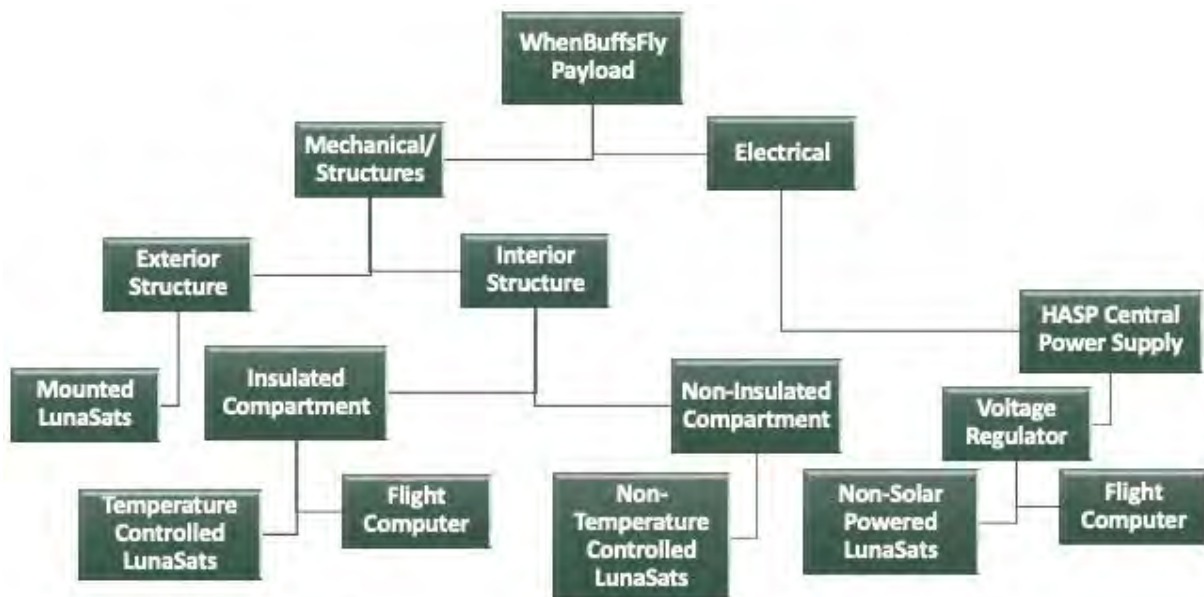 WhenBuffsFly
Payload
Mechanical/
Structures
Electrical
Exterior
Structure
Interior
Structure
HASP Central
Power Supply
Mounted
LunaSats
Insulated
Compartment
Non-Insulated
Compartment
Voltage
Regulator
Temperature
Controlled
LunaSats
Flight
Computer
Non-
Temperature
Controlled
LunaSats
Non-Solar
Powered
LunaSats
Flight
Computer